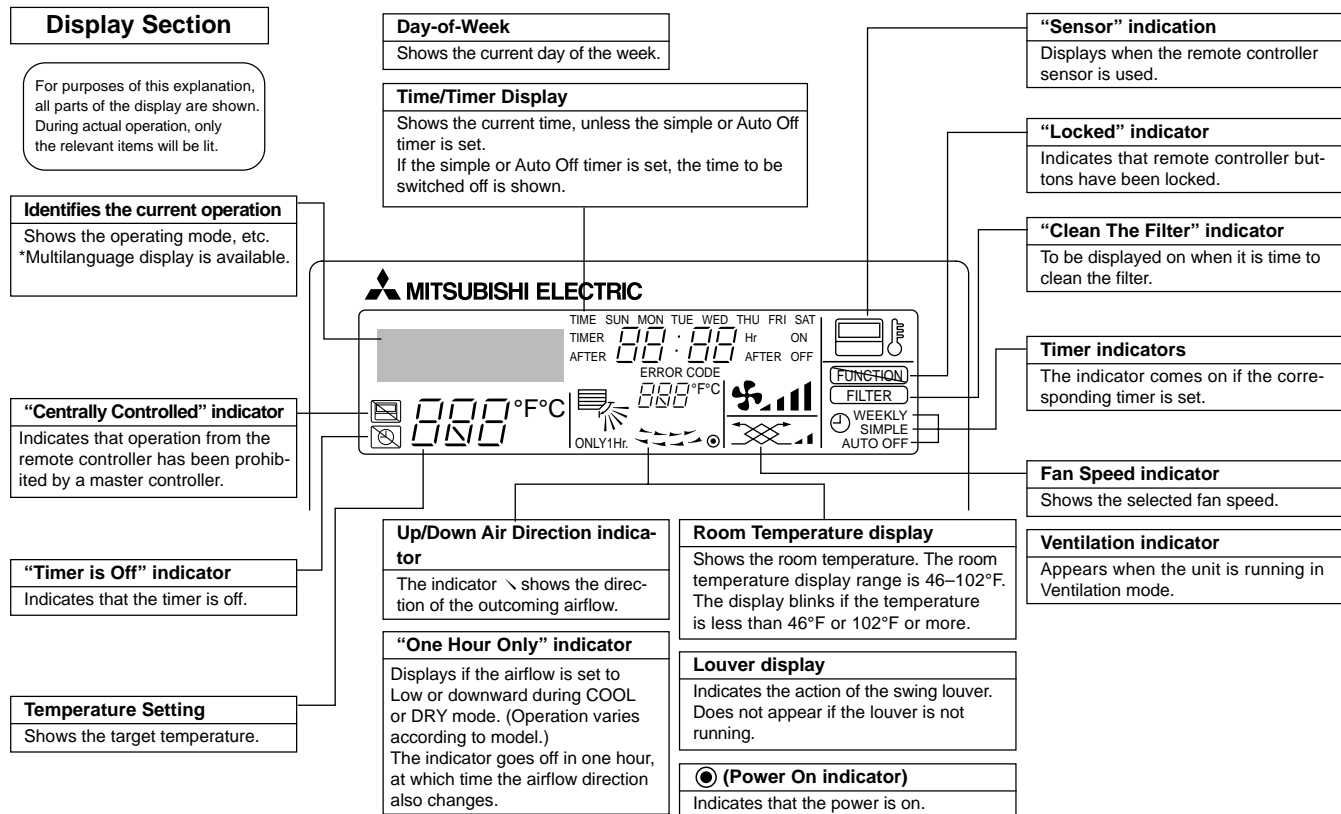 Display Section
For purposes of this explanation,
all parts of the display are shown.
During actual operation, only
the relevant items will be lit.
Identifies the current operation
Shows the operating mode, etc.
*Multilanguage display is available.
“Centrally Controlled” indicator
Indicates that operation from the
remote controller has been prohib-
ited by a master controller.
“Timer is Off” indicator
Indicates that the timer is off.
Temperature Setting
Shows the target temperature.
Day-of-Week
Shows the current day of the week.
Time/Timer Display
Shows the current time, unless the simple or Auto Off
timer is set.
If the simple or Auto Off timer is set, the time to be
switched off is shown.
MITSUBISHI ELECTRIC
TIME SUN MON TUE WED THU FRI SAT
TIMER 88:88 Hr ON
AFTER AFTER OFF
ERROR CODE
888 °F°C
888 °F°C
ONLY1Hr.
FUNCTION
FILTER
WEEKLY
SIMPLE
AUTO OFF
Up/Down Air Direction indica-
tor
The indicator ↘ shows the direc-
tion of the outcoming airflow.
“One Hour Only” indicator
Displays if the airflow is set to
Low or downward during COOL
or DRY mode. (Operation varies
according to model.)
The indicator goes off in one hour,
at which time the airflow direction
also changes.
Room Temperature display
Shows the room temperature. The room
temperature display range is 46–102°F.
The display blinks if the temperature
is less than 46°F or 102°F or more.
Louver display
Indicates the action of the swing louver.
Does not appear if the louver is not
running.
◉ (Power On indicator)
Indicates that the power is on.
“Sensor” indication
Displays when the remote controller
sensor is used.
“Locked” indicator
Indicates that remote controller but-
tons have been locked.
“Clean The Filter” indicator
To be displayed on when it is time to
clean the filter.
Timer indicators
The indicator comes on if the corre-
sponding timer is set.
Fan Speed indicator
Shows the selected fan speed.
Ventilation indicator
Appears when the unit is running in
Ventilation mode.